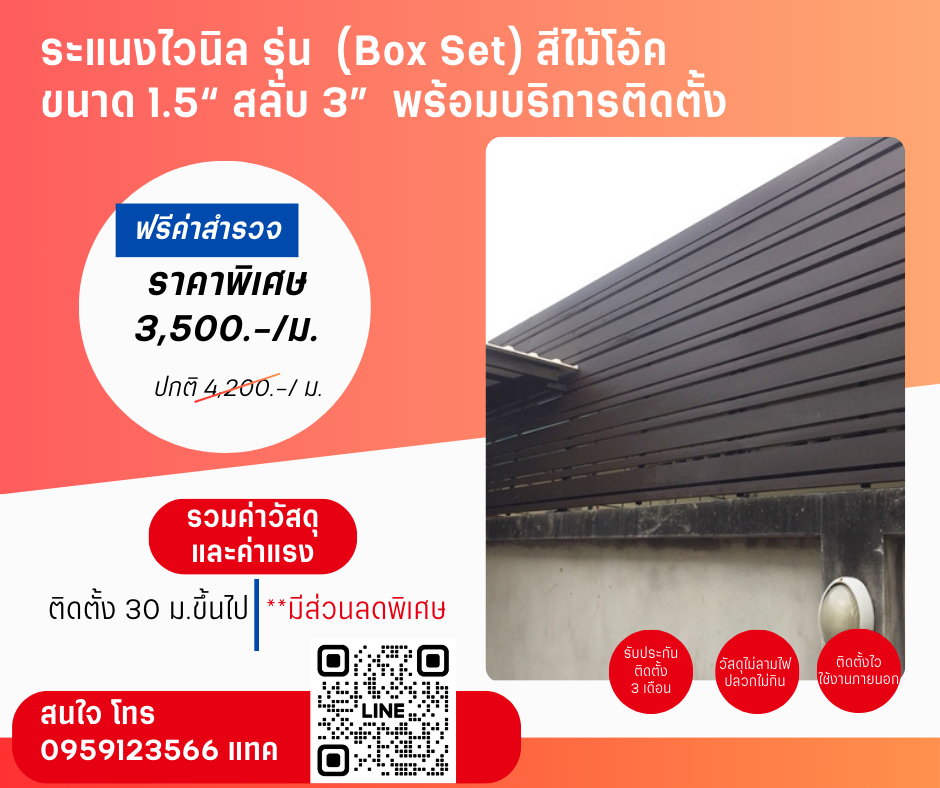 ระแนงไวนิล รุ่น (Box Set) สีไม้โอ้ค
ขนาด 1.5“ สลับ 3” พร้อมบริการติดตั้ง
ฟรีค่าสำรวจ
ราคาพิเศษ
3,500.-/ม.
ปกติ 4,200.-/ ม.
รวมค่าวัสดุ
และค่าแรง
ติดตั้ง 30 ม.ขึ้นไป
**มีส่วนลดพิเศษ
สนใจ โทร
0959123566 แทค
LINE
รับประกัน
ติดตั้ง
3 เดือน
วัสดุไม่ลามไฟ
ปลวกไม่กิน
ติดตั้งไว
ใช้งานภายนอก